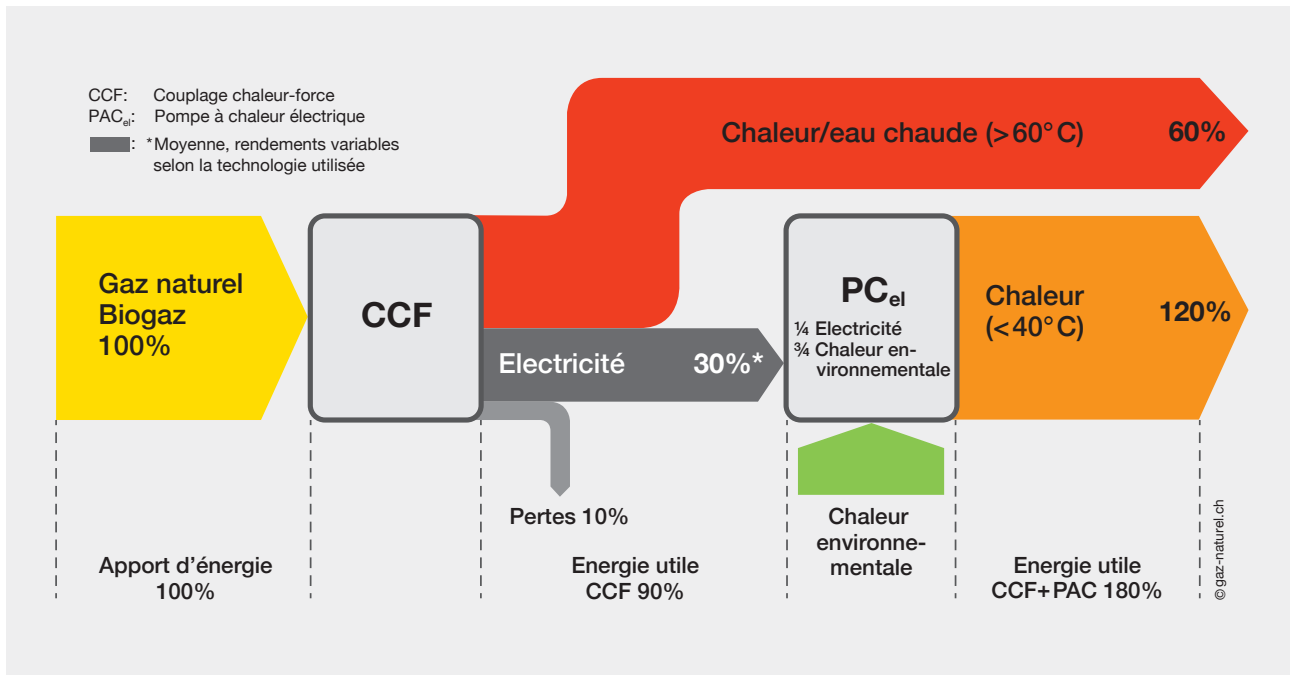 CCF: Couplage chaleur-force
PACel: Pompe à chaleur électrique
: *Moyenne, rendements variables
selon la technologie utilisée
Chaleur/eau chaude (>60°C) 60%
Gaz naturel
Biogaz
100%
CCF
Electricité 30%*
PCel
¼ Electricité
¾ Chaleur en-
vironnementale
Chaleur
(<40°C)
120%
Pertes 10%
Chaleur
environne-
mentale
Apport d’énergie
100%
Energie utile
CCF 90%
Energie utile
CCF+PAC 180%
©gaz-naturel.ch